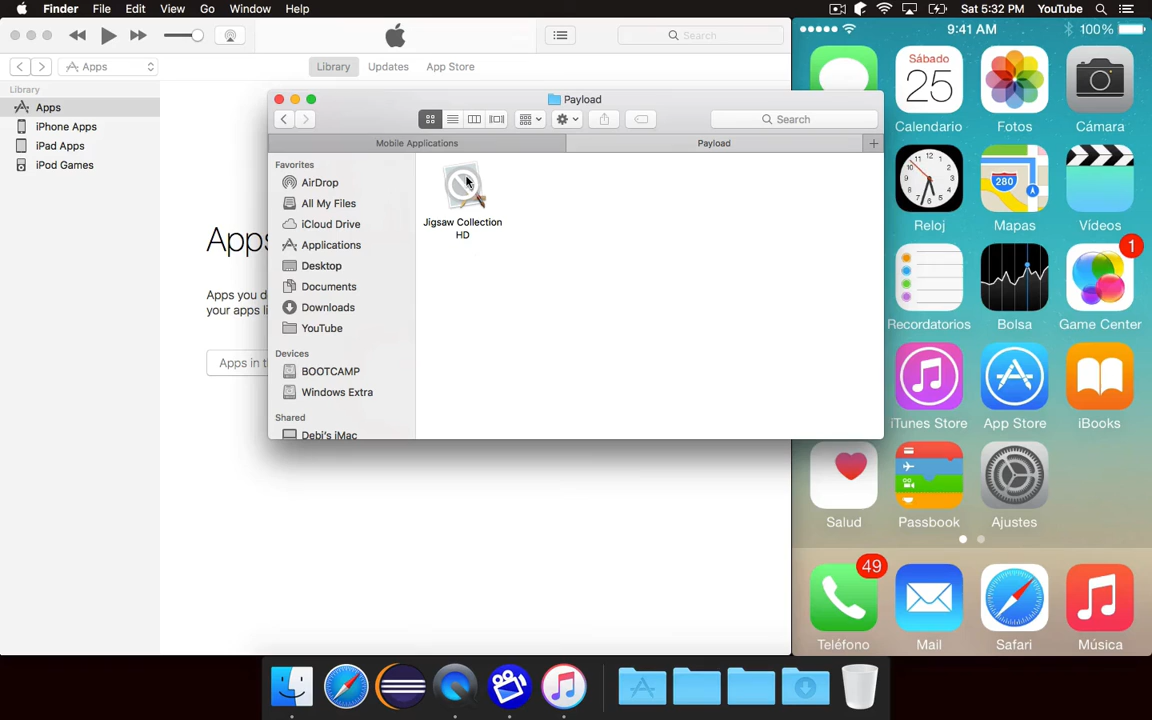 Finder File Edit View Go Window Help
Sat 5:32 PM YouTube
Search
Apps
Library Updates App Store
Library
Apps
iPhone Apps
iPad Apps
iPod Games
Apps
Apps you d
your apps li
Apps in t
Payload
Search
Mobile Applications
Payload
Favorites
AirDrop
All My Files
iCloud Drive
Applications
Desktop
Documents
Downloads
YouTube
Devices
BOOTCAMP
Windows Extra
Shared
Debi's iMac
Jigsaw Collection
HD
9:41 AM
100%
Sábado
25
Calendario Fotos Cámara
280
Reloj Mapas Vídeos
1
Recordatorios Bolsa Game Center
iTunes Store App Store iBooks
Salud Passbook Ajustes
49
Teléfono Mail Safari Música